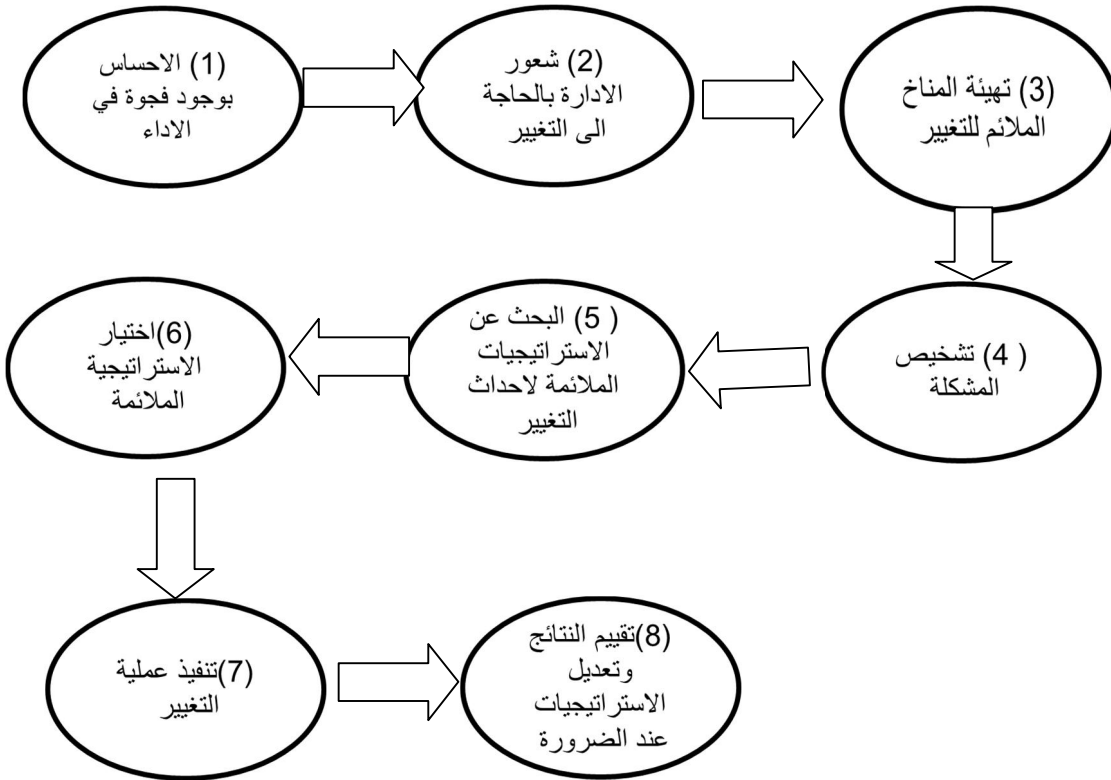 (1) الاحساس
بوجود فجوة في
الاداء
(2) شعور
الادارة بالحاجة
الى التغيير
(3) تهيئة المناخ
الملائم للتغيير
( 4) تشخيص
المشكلة
( 5) البحث عن
الاستراتيجيات
الملائمة لاحداث
التغيير
(6)اختيار
الاستراتيجية
الملائمة
(7)تنفيذ عملية
التغيير
(8)تقييم النتائج
وتعديل
الاستراتيجيات
عند الضرورة